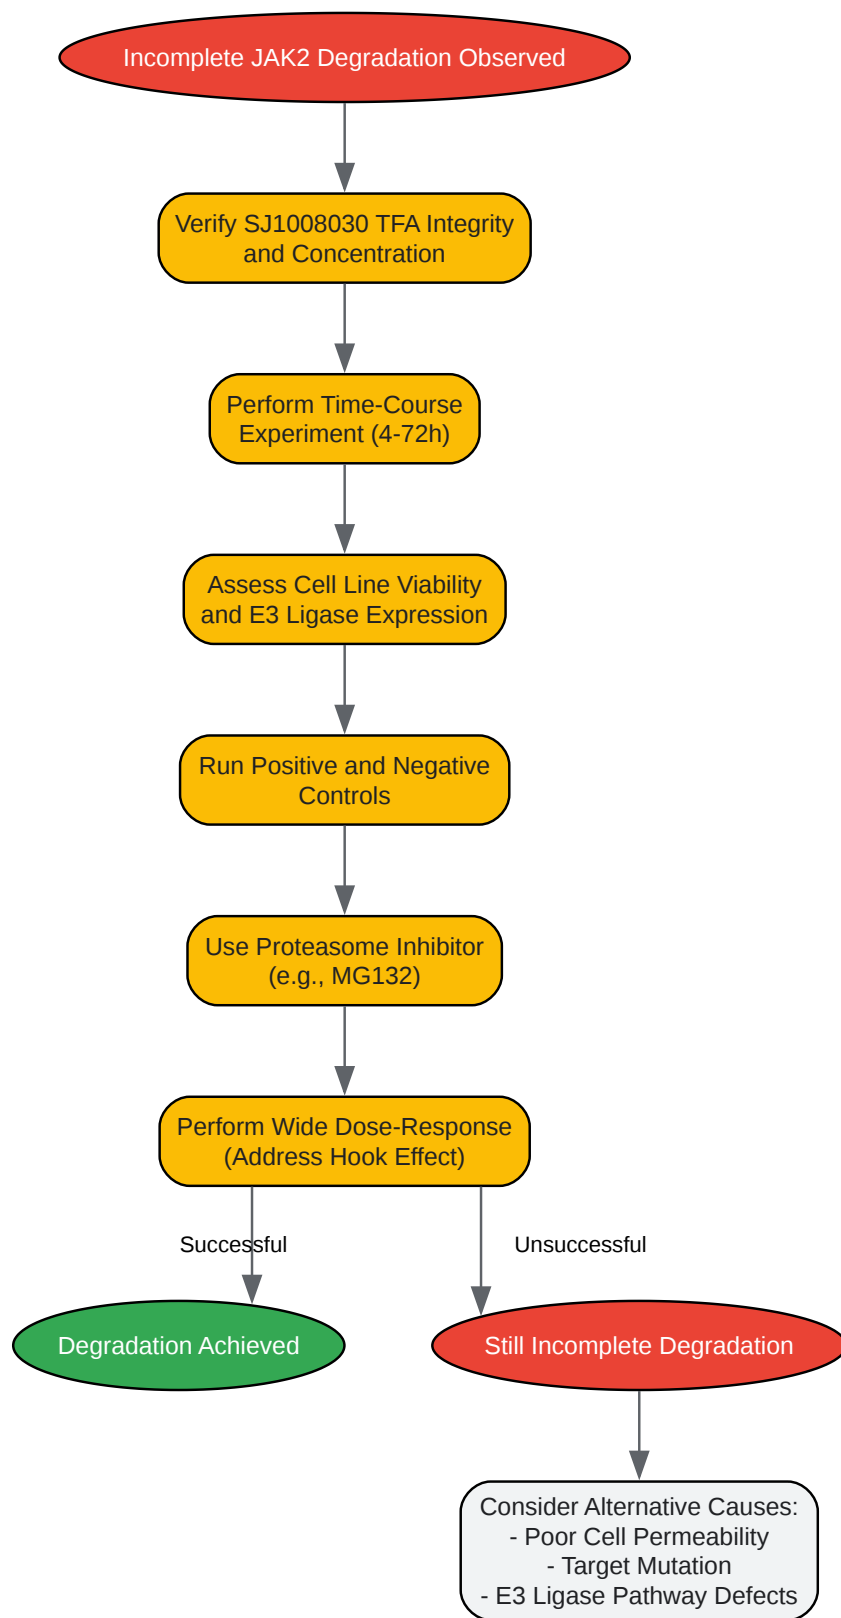 Incomplete JAK2 Degradation Observed
Verify SJ1008030 TFA Integrity
and Concentration
Perform Time-Course
Experiment (4-72h)
Assess Cell Line Viability
and E3 Ligase Expression
Run Positive and Negative
Controls
Use Proteasome Inhibitor
(e.g., MG132)
Perform Wide Dose-Response
(Address Hook Effect)
Successful
Unsuccessful
Degradation Achieved
Still Incomplete Degradation
Consider Alternative Causes:
- Poor Cell Permeability
- Target Mutation
- E3 Ligase Pathway Defects